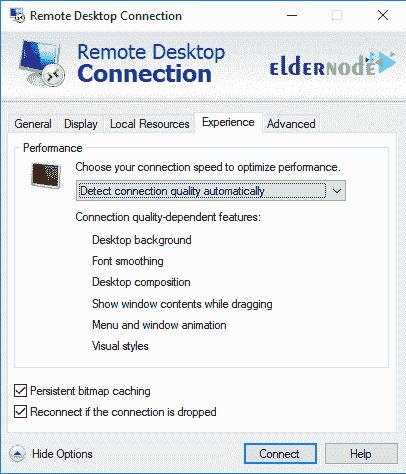 Remote Desktop Connection
Remote Desktop
Connection
eldernode
General Display Local Resources Experience Advanced
Performance
Choose your connection speed to optimize performance.
Detect connection quality automatically
Connection quality-dependent features:
Desktop background
Font smoothing
Desktop composition
Show window contents while dragging
Menu and window animation
Visual styles
Persistent bitmap caching
Reconnect if the connection is dropped
Hide Options Connect Help